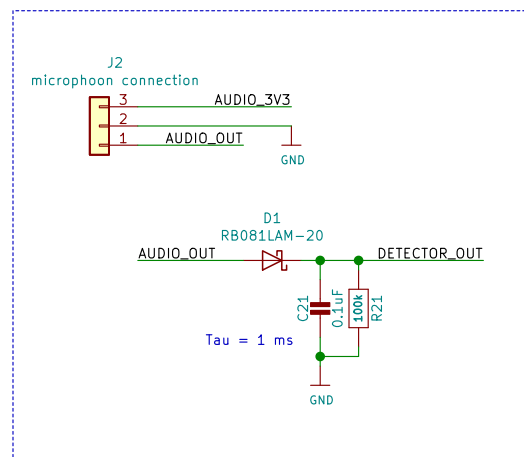 J2
microphoon connection
3
AUDIO_3V3
2
1
AUDIO_OUT
GND
D1
RB081LAM-20
AUDIO_OUT
DETECTOR_OUT
C21
0.1uF
100k
R21
Tau = 1 ms
GND